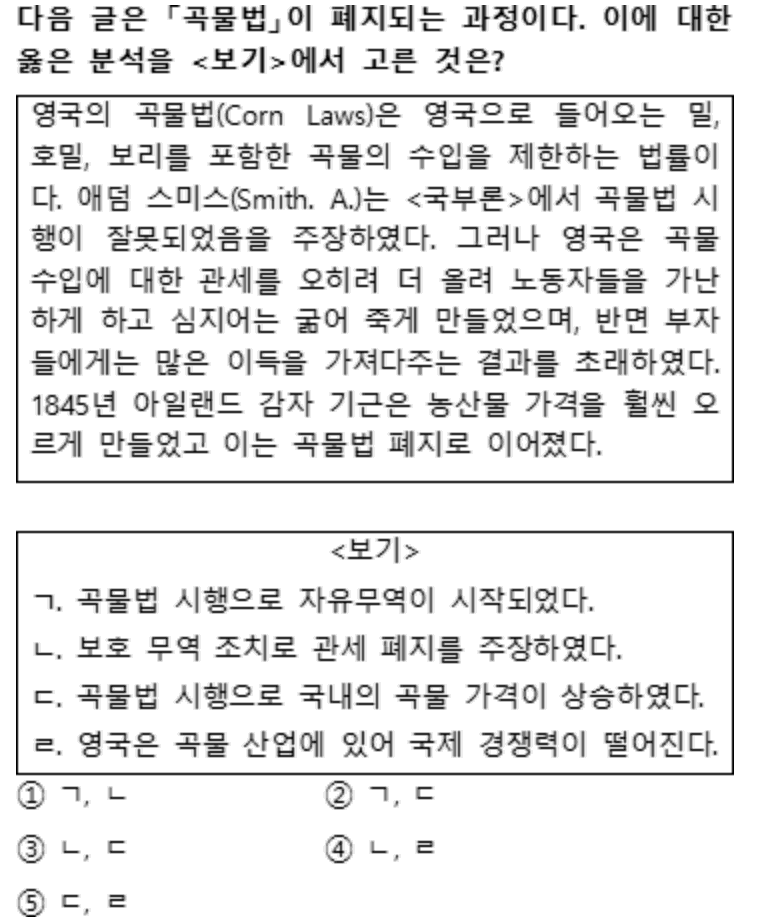 다음 글은 「곡물법」이 폐지되는 과정이다. 이에 대한
옳은 분석을 <보기>에서 고른 것은?
영국의 곡물법(Corn Laws)은 영국으로 들어오는 밀,
호밀, 보리를 포함한 곡물의 수입을 제한하는 법률이
다. 애덤 스미스(Smith. A.)는 <국부론>에서 곡물법 시
행이 잘못되었음을 주장하였다. 그러나 영국은 곡물
수입에 대한 관세를 오히려 더 올려 노동자들을 가난
하게 하고 심지어는 굶어 죽게 만들었으며, 반면 부자
들에게는 많은 이득을 가져다주는 결과를 초래하였다.
1845년 아일랜드 감자 기근은 농산물 가격을 훨씬 오
르게 만들었고 이는 곡물법 폐지로 이어졌다.
<보기>
ㄱ. 곡물법 시행으로 자유무역이 시작되었다.
ㄴ. 보호 무역 조치로 관세 폐지를 주장하였다.
ㄷ. 곡물법 시행으로 국내의 곡물 가격이 상승하였다.
ㄹ. 영국은 곡물 산업에 있어 국제 경쟁력이 떨어진다.
① ㄱ, ㄴ ② ㄱ, ㄷ
③ ㄴ, ㄷ ④ ㄴ, ㄹ
⑤ ㄷ, ㄹ